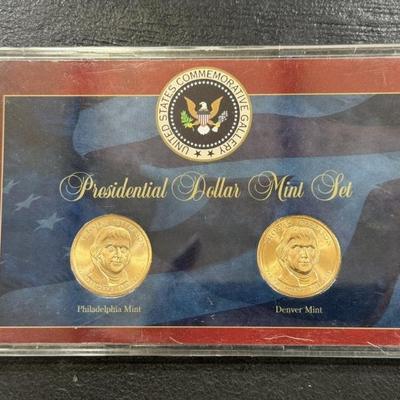 UNITED STATES COMMEMORATIVE GALLERY
Presidential Dollar Mint Set
Philadelphia Mint
Denver Mint